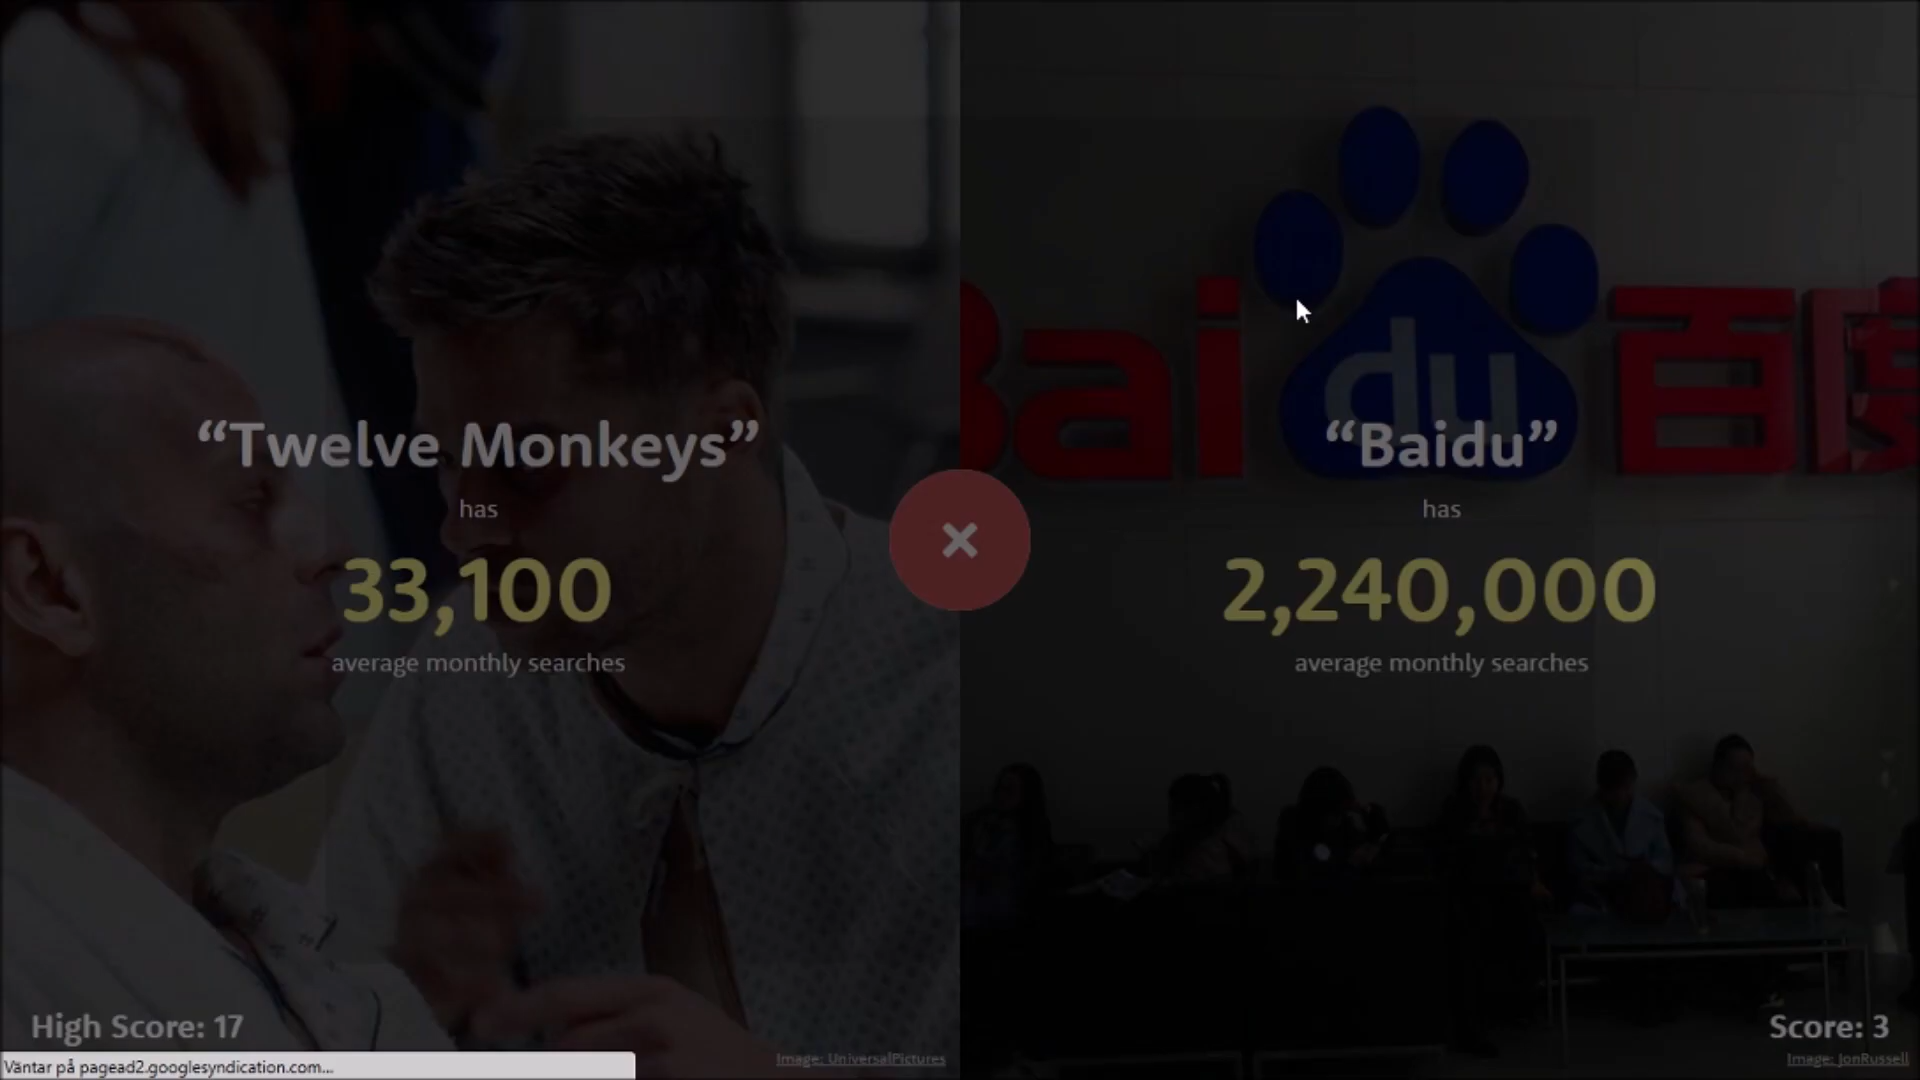 “Twelve Monkeys”
has
33,100
average monthly searches
High Score: 17
Väntar på pagead2.googlesyndication.com...
Image: UniversalPictures
Bai du 百度
“Baidu”
has
2,240,000
average monthly searches
Score: 3
Image: JonRussell